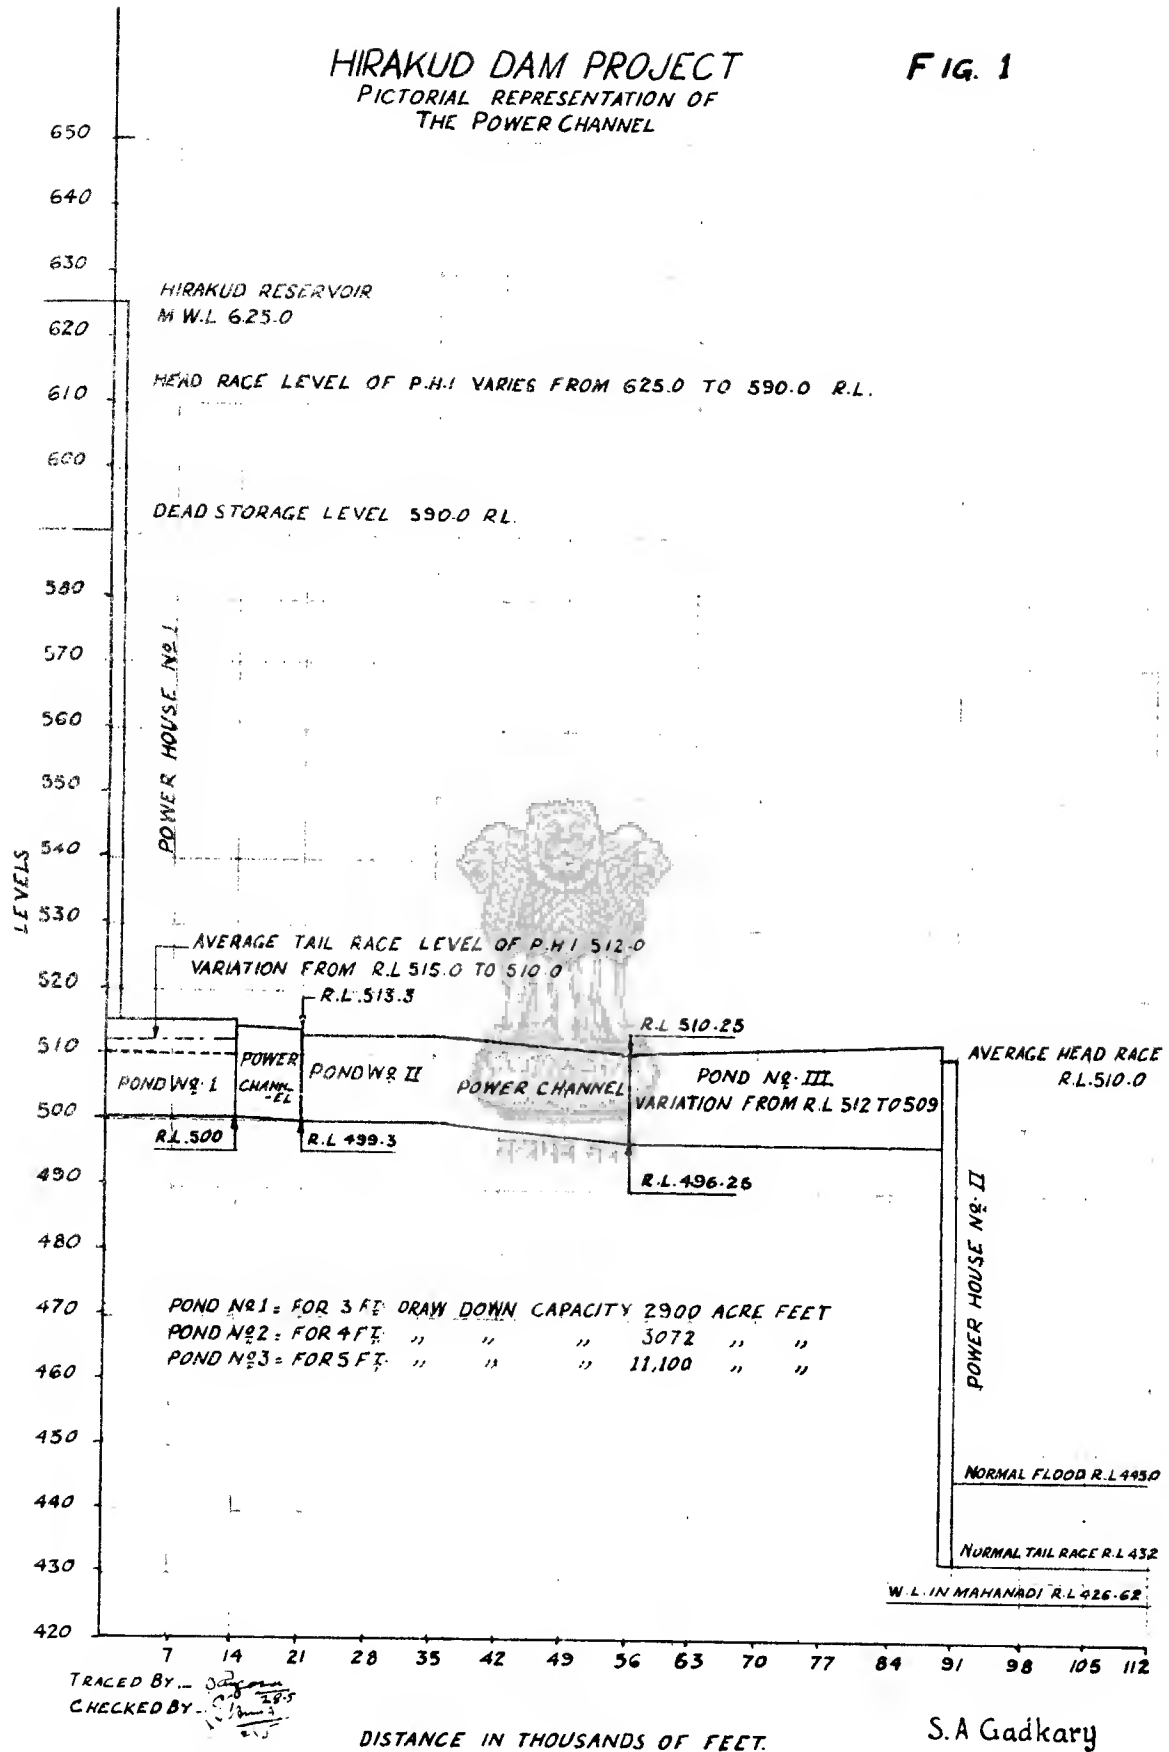 HIRAKUD DAM PROJECT
FIG. 1
PICTORIAL REPRESENTATION OF
THE POWER CHANNEL
650
640
630
620
610
600
580
570
560
550
540
530
520
510
500
490
480
470
460
450
440
430
420
LEVELS
HIRAKUD RESERVOIR
M W.L 625.0
HEAD RACE LEVEL OF P.H.I VARIES FROM 625.0 TO 590.0 R.L.
DEAD STORAGE LEVEL 590.0 RL.
POWER HOUSE Nº 1.
AVERAGE TAIL RACE LEVEL OF P.H I 512.0
VARIATION FROM R.L 515.0 TO 510.0
R.L. 513.3
R.L 510.25
AVERAGE HEAD RACE
R.L.510.0
POND Nº 1
POWER
CHANN-
-EL
POND Nº II
POWER CHANNEL
POND Nº III.
VARIATION FROM R.L 512 TO 509
R.L.500
R.L 499.3
R.L.496.25
POWER HOUSE Nº II
POND Nº 1 = FOR 3 FT. DRAW DOWN CAPACITY 2900 ACRE FEET
POND Nº 2 = FOR 4 FT. ,, ,, ,, 3072 ,, ,,
POND Nº 3 = FOR 5 FT. ,, ,, ,, 11,100 ,, ,,
NORMAL FLOOD R.L 445.0
NORMAL TAIL RACE R.L 432
W.L. IN MAHANADI R.L 426.62
7 14 21 28 35 42 49 56 63 70 77 84 91 98 105 112
TRACED BY
CHECKED BY
DISTANCE IN THOUSANDS OF FEET.
S.A Gadkary